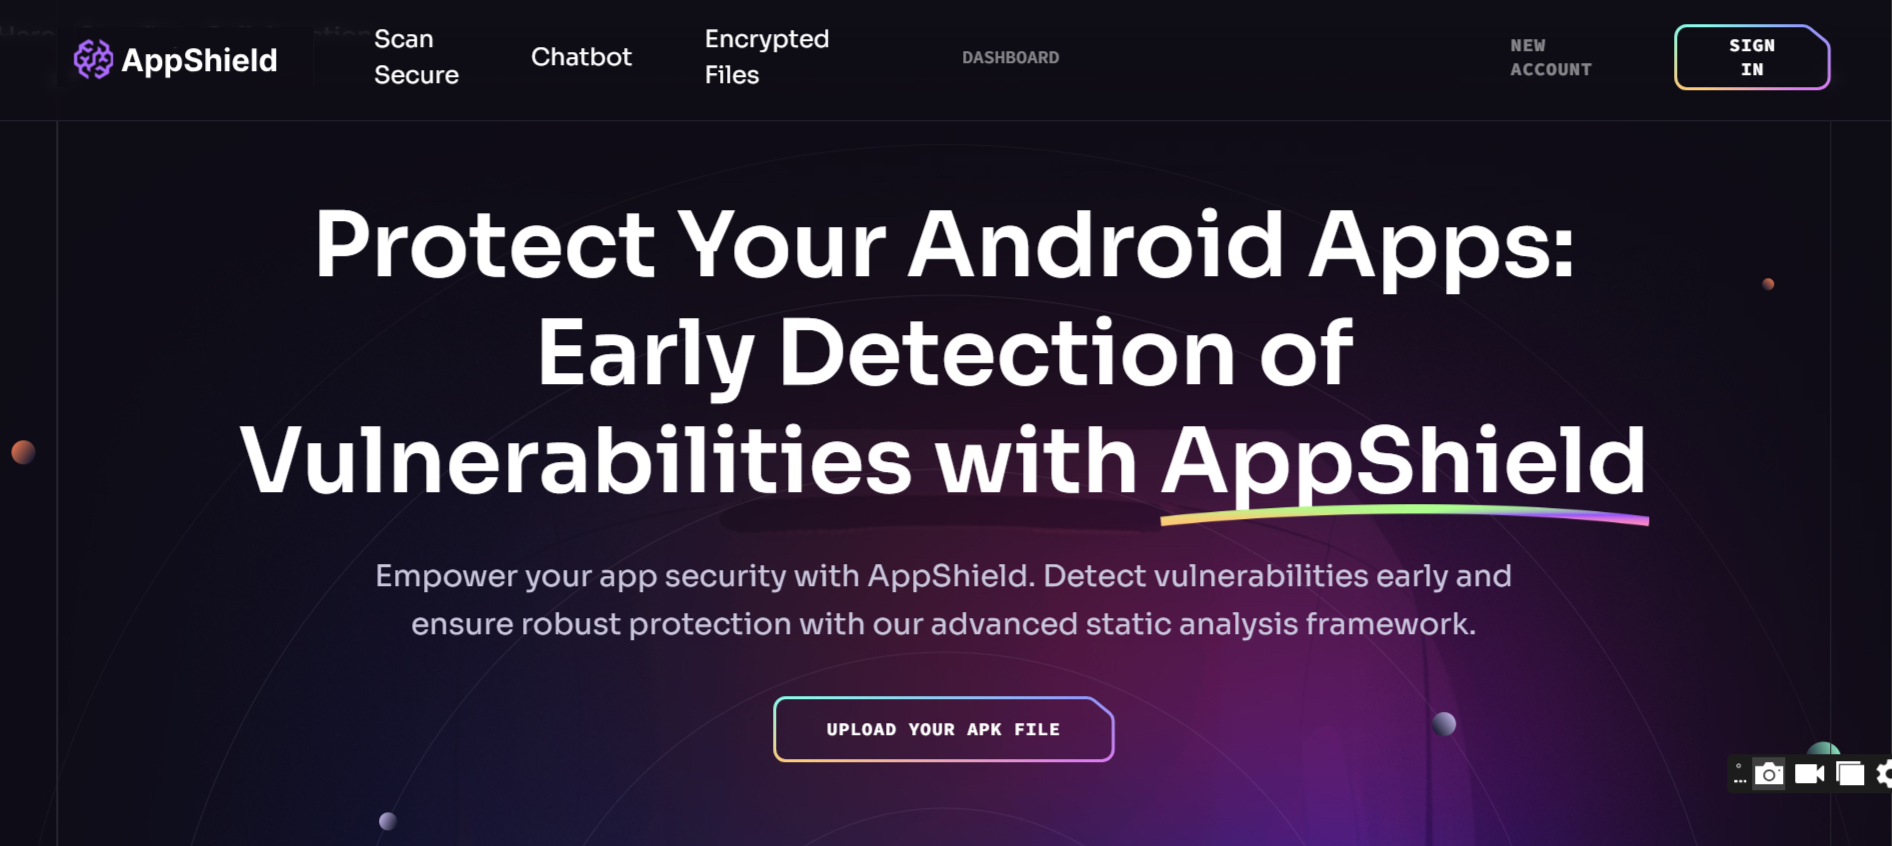 AppShield
Scan
Secure
Chatbot
Encrypted
Files
DASHBOARD
NEW
ACCOUNT
SIGN
IN
Protect Your Android Apps:
Early Detection of
Vulnerabilities with AppShield
Empower your app security with AppShield. Detect vulnerabilities early and
ensure robust protection with our advanced static analysis framework.
UPLOAD YOUR APK FILE